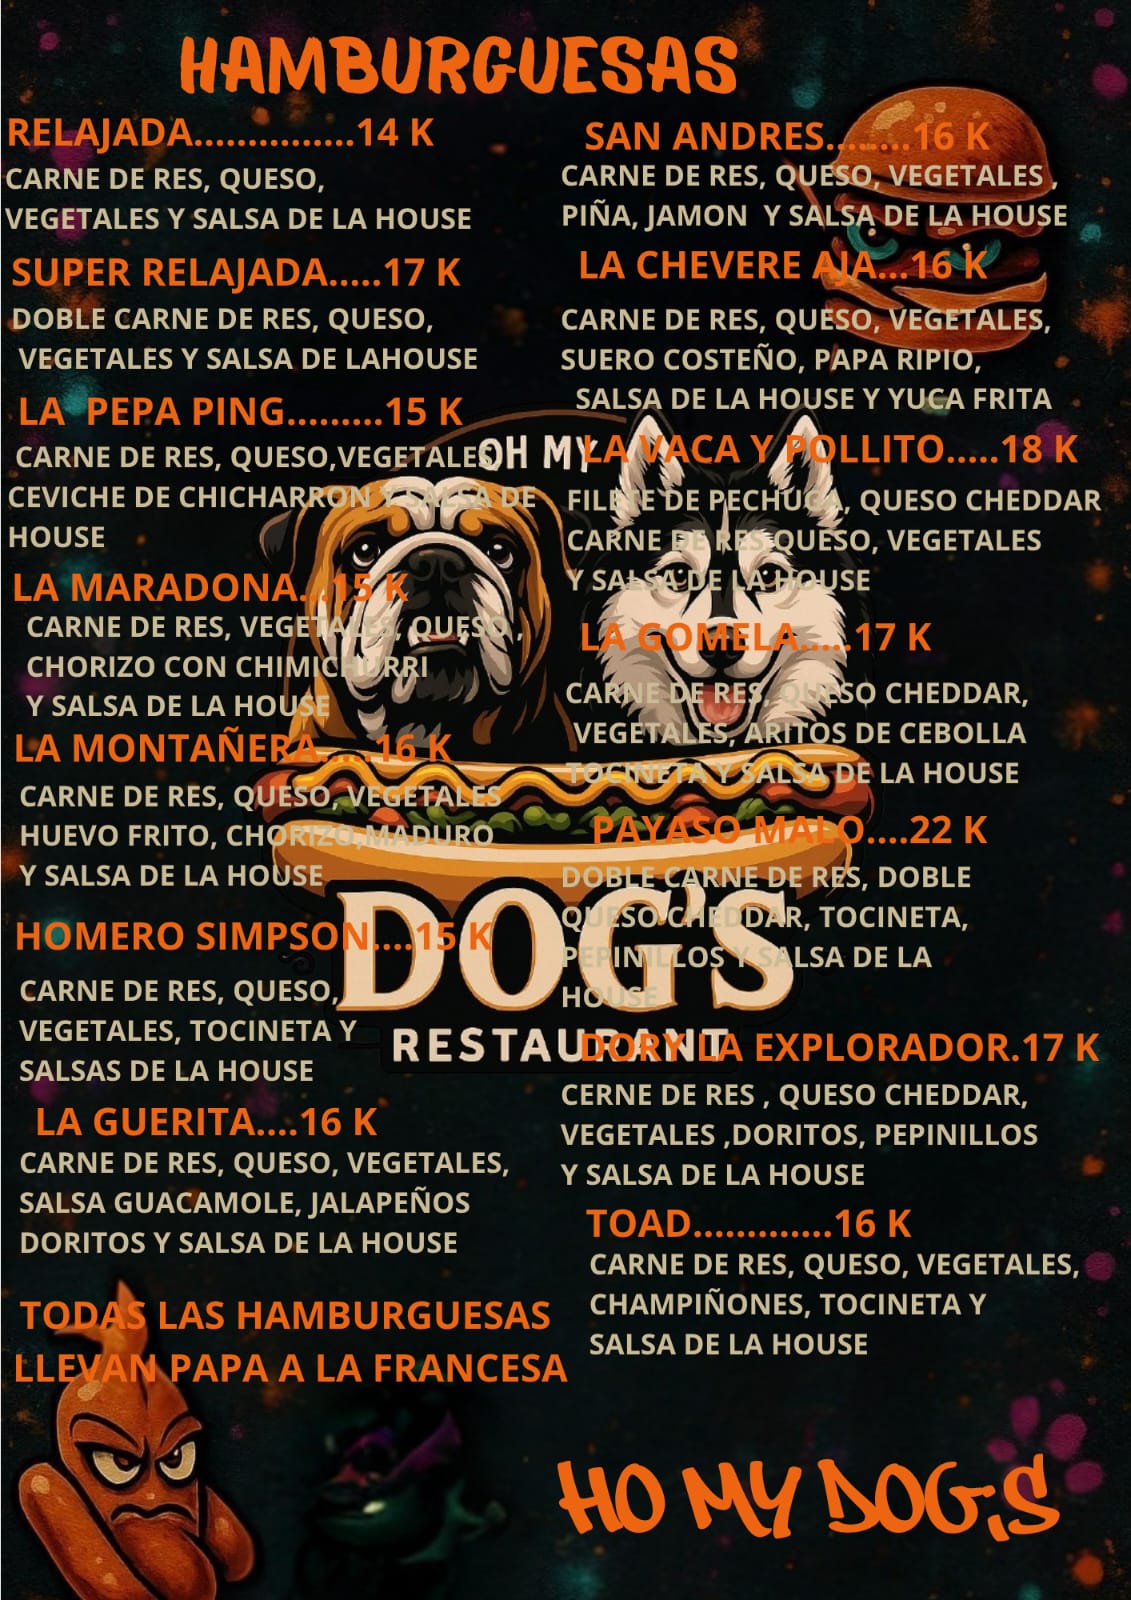 HAMBURGUESAS
RELAJADA...............14 K
CARNE DE RES, QUESO,
VEGETALES Y SALSA DE LA HOUSE
SUPER RELAJADA.....17 K
DOBLE CARNE DE RES, QUESO,
VEGETALES Y SALSA DE LAHOUSE
LA PEPA PING.........15 K
CARNE DE RES, QUESO,VEGETALES,
CEVICHE DE CHICHARRON Y SALSA DE
HOUSE
LA MARADONA...15 K
CARNE DE RES, VEGETALES, QUESO ,
CHORIZO CON CHIMICHURRI
Y SALSA DE LA HOUSE
LA MONTAÑERA.....16 K
CARNE DE RES, QUESO, VEGETALES
HUEVO FRITO, CHORIZO,MADURO
Y SALSA DE LA HOUSE
HOMERO SIMPSON....15 K
CARNE DE RES, QUESO,
VEGETALES, TOCINETA Y
SALSAS DE LA HOUSE
LA GUERITA....16 K
CARNE DE RES, QUESO, VEGETALES,
SALSA GUACAMOLE, JALAPEÑOS
DORITOS Y SALSA DE LA HOUSE
TODAS LAS HAMBURGUESAS
LLEVAN PAPA A LA FRANCESA
SAN ANDRES........16 K
CARNE DE RES, QUESO, VEGETALES ,
PIÑA, JAMON Y SALSA DE LA HOUSE
LA CHEVERE AJA...16 K
CARNE DE RES, QUESO, VEGETALES,
SUERO COSTEÑO, PAPA RIPIO,
SALSA DE LA HOUSE Y YUCA FRITA
LA VACA Y POLLITO.....18 K
FILETE DE PECHUGA, QUESO CHEDDAR
CARNE DE RES QUESO, VEGETALES
Y SALSA DE LA HOUSE
LA GOMELA.....17 K
CARNE DE RES, QUESO CHEDDAR,
VEGETALES, ARITOS DE CEBOLLA
TOCINETA Y SALSA DE LA HOUSE
PAYASO MALO....22 K
DOBLE CARNE DE RES, DOBLE
QUESO CHEDDAR, TOCINETA,
PEPINILLOS Y SALSA DE LA
HOUSE
DORY LA EXPLORADOR.17 K
CERNE DE RES , QUESO CHEDDAR,
VEGETALES ,DORITOS, PEPINILLOS
Y SALSA DE LA HOUSE
TOAD.............16 K
CARNE DE RES, QUESO, VEGETALES,
CHAMPIÑONES, TOCINETA Y
SALSA DE LA HOUSE
OH MY
DOG'S
RESTAURANT
HO MY DOG;S